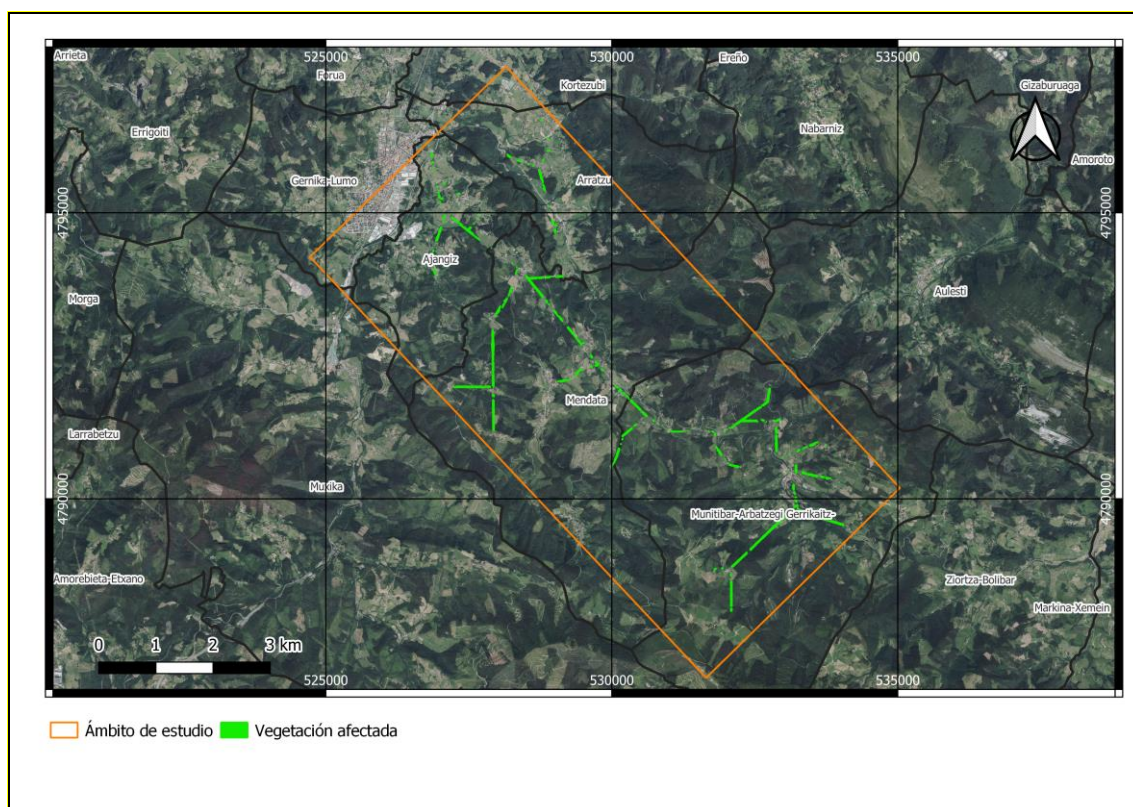 Arrieta
525000
530000
Ereño
535000
Forua
Kortezubi
Gizaburuaga
Errigoiti
Nabarniz
Amoroto
Gernika-Lumo
Arratzu
4795000
4795000
Ajangiz
Morga
Aulesti
Mendata
Larrabetzu
Muxika
4790000
4790000
Munitibar-Arbatzegi Gerrikaitz-
Amorebieta-Etxano
Ziortza-Bolibar
Markina-Xemein
0 1 2 3 km
525000
530000
535000
Ámbito de estudio
Vegetación afectada